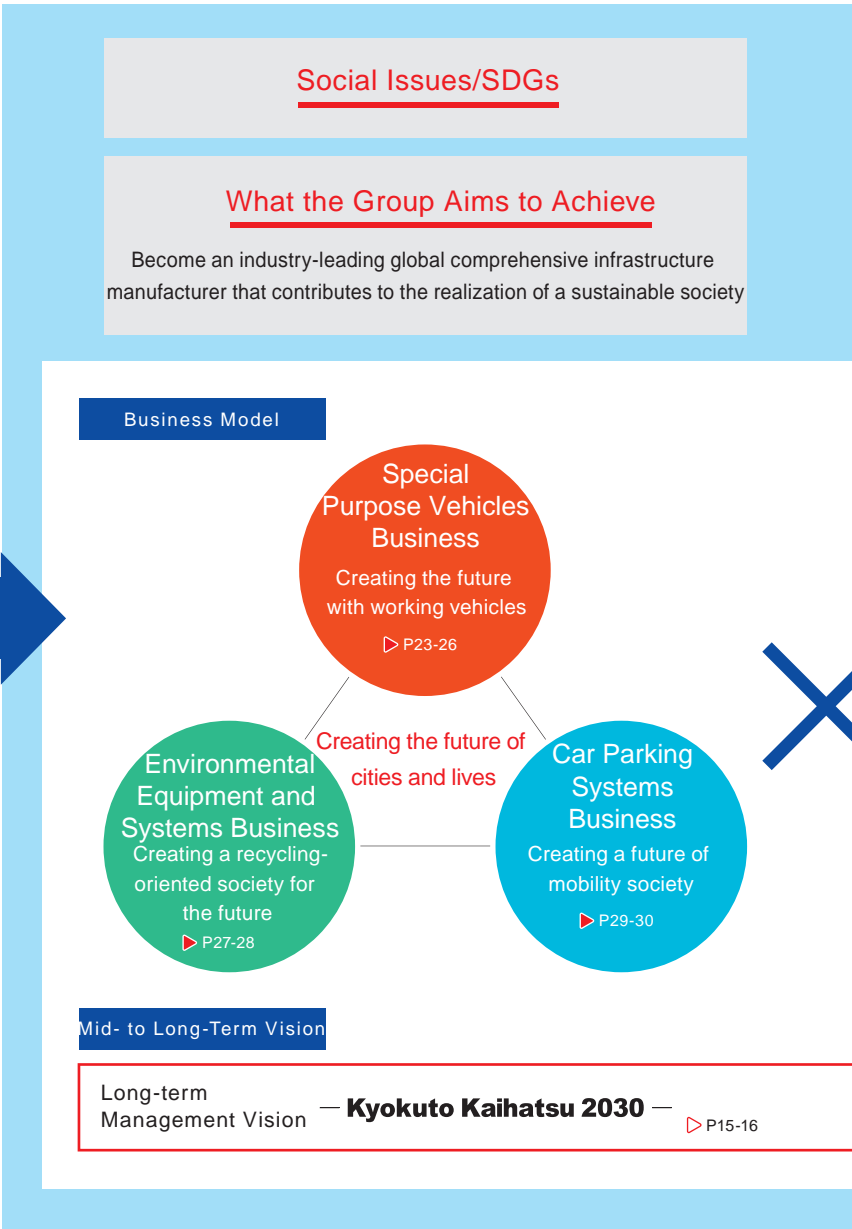 Social Issues/SDGs
What the Group Aims to Achieve
Become an industry-leading global comprehensive infrastructure
manufacturer that contributes to the realization of a sustainable society
Business Model
Special
Purpose Vehicles
Business
Creating the future
with working vehicles
P23-26
Creating the future of
cities and lives
Environmental
Equipment and
Systems Business
Creating a recycling-
oriented society for
the future
P27-28
Car Parking
Systems
Business
Creating a future of
mobility society
P29-30
Mid- to Long-Term Vision
Long-term
Management Vision
— Kyokuto Kaihatsu 2030 —
P15-16